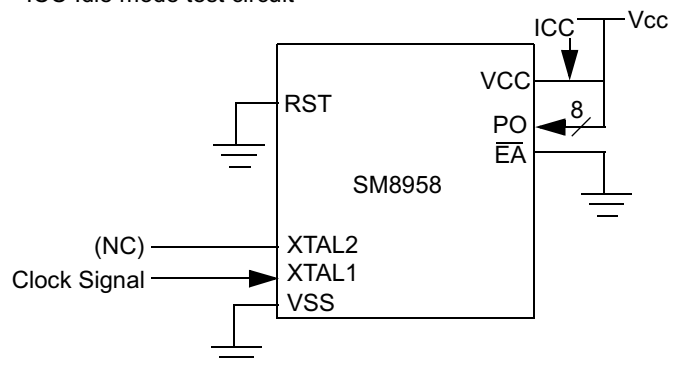 ICC Idle mode test circuit
ICC
Vcc
VCC
RST
8
PO
EA
SM8958
(NC)
XTAL2
Clock Signal
XTAL1
VSS